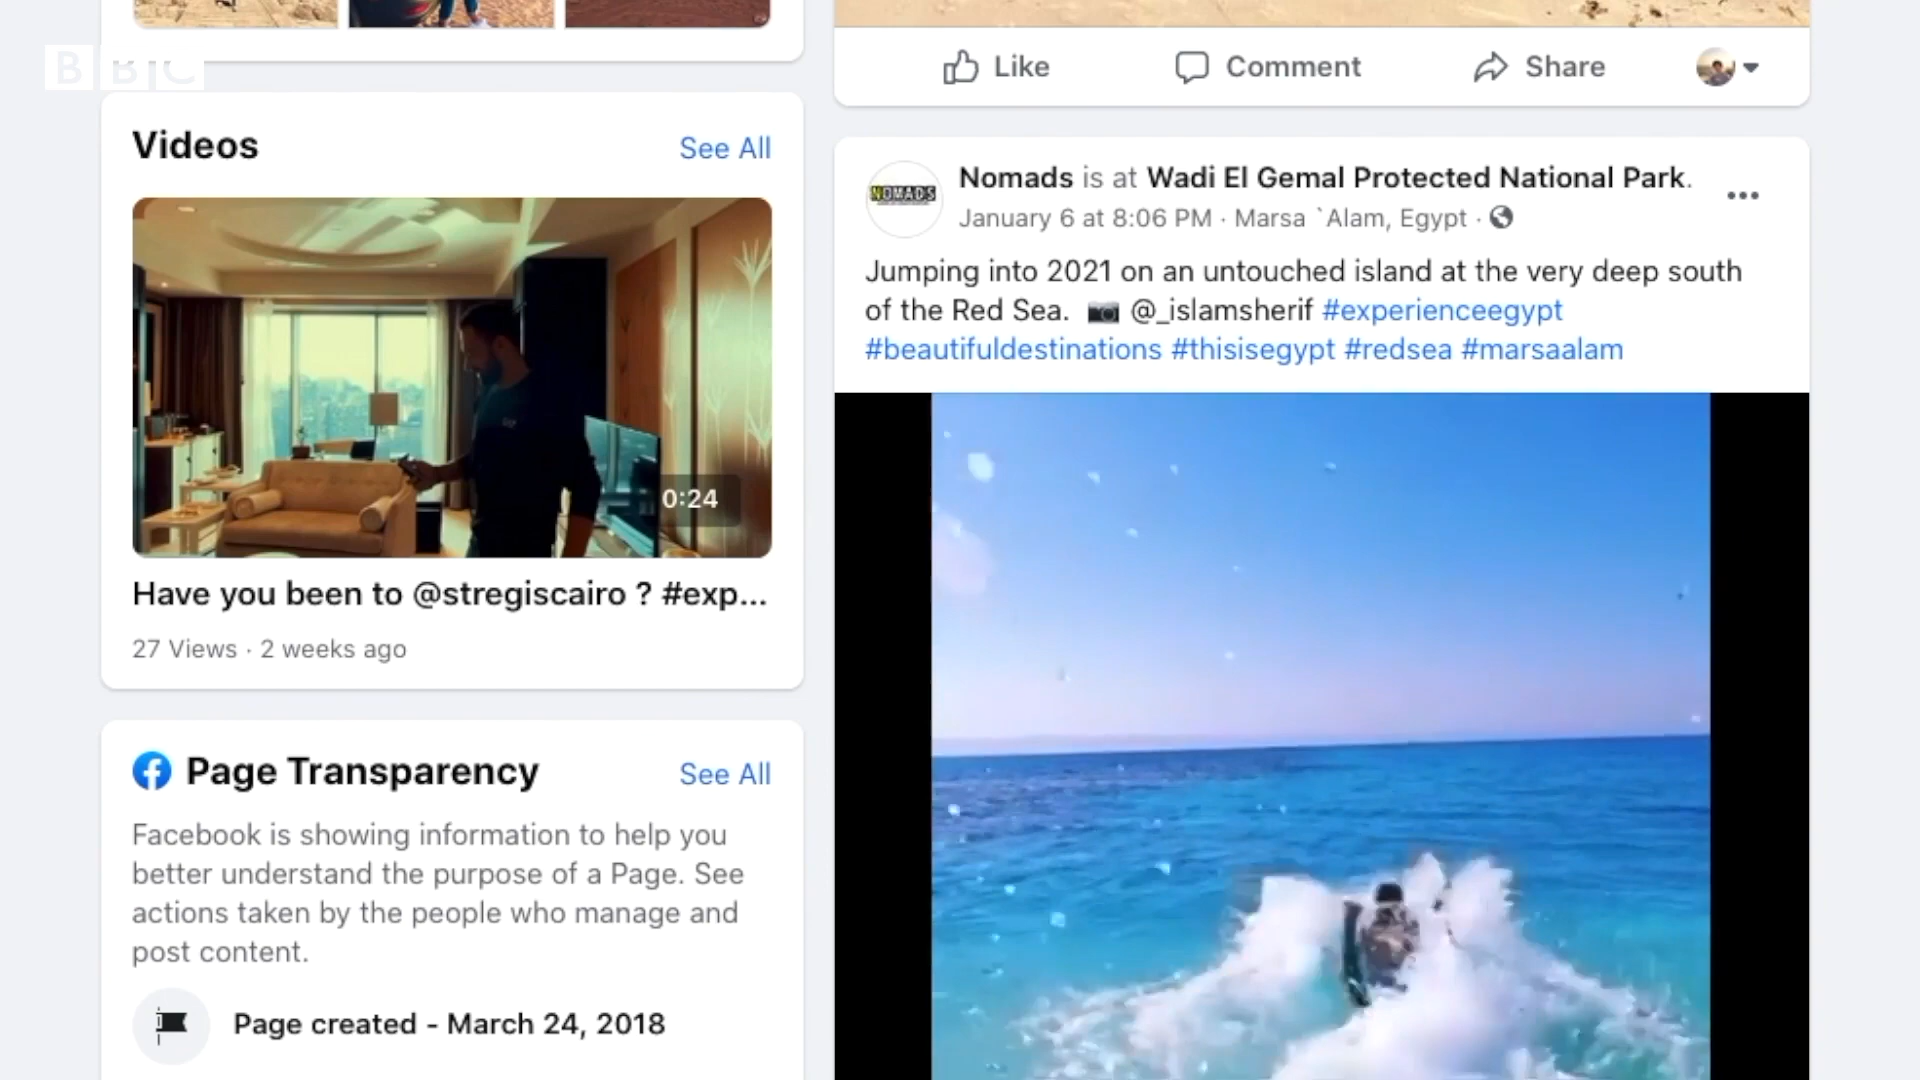 BBC
Videos
See All
0:24
Have you been to @stregiscairo ? #exp...
27 Views · 2 weeks ago
Page Transparency
See All
Facebook is showing information to help you
better understand the purpose of a Page. See
actions taken by the people who manage and
post content.
Page created - March 24, 2018
Like
Comment
Share
NOMADS
Nomads is at Wadi El Gemal Protected National Park.
January 6 at 8:06 PM · Marsa `Alam, Egypt ·
Jumping into 2021 on an untouched island at the very deep south
of the Red Sea. 📷 @_islamsherif #experienceegypt
#beautifuldestinations #thisisegypt #redsea #marsaalam